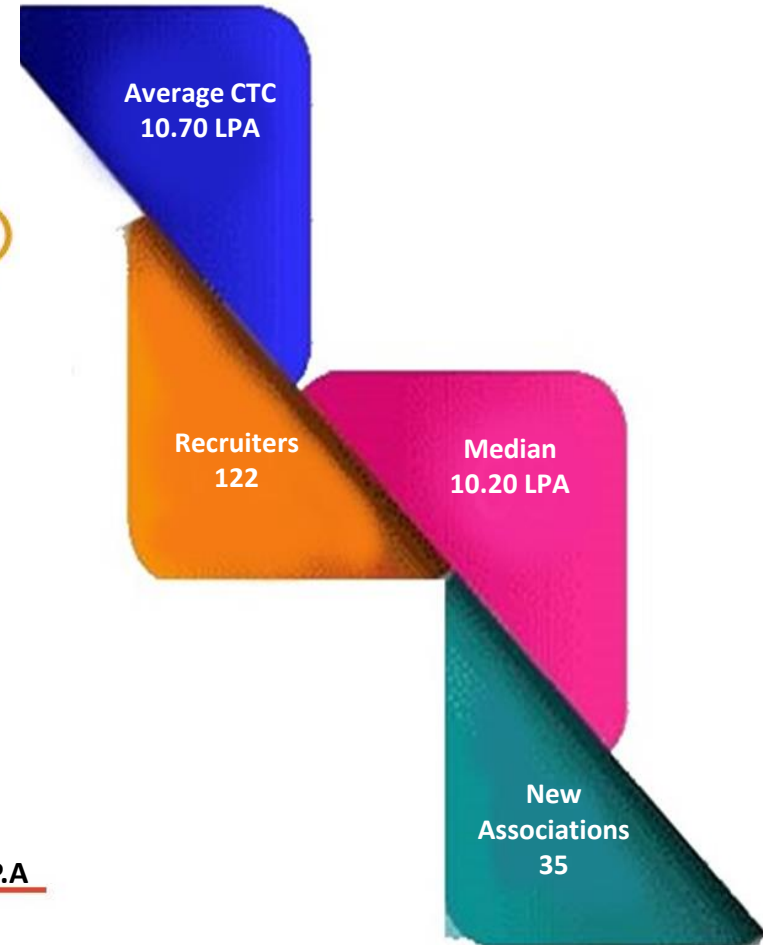 Average CTC
10.70 LPA
Recruiters
122
Median
10.20 LPA
New
Associations
35
P.A